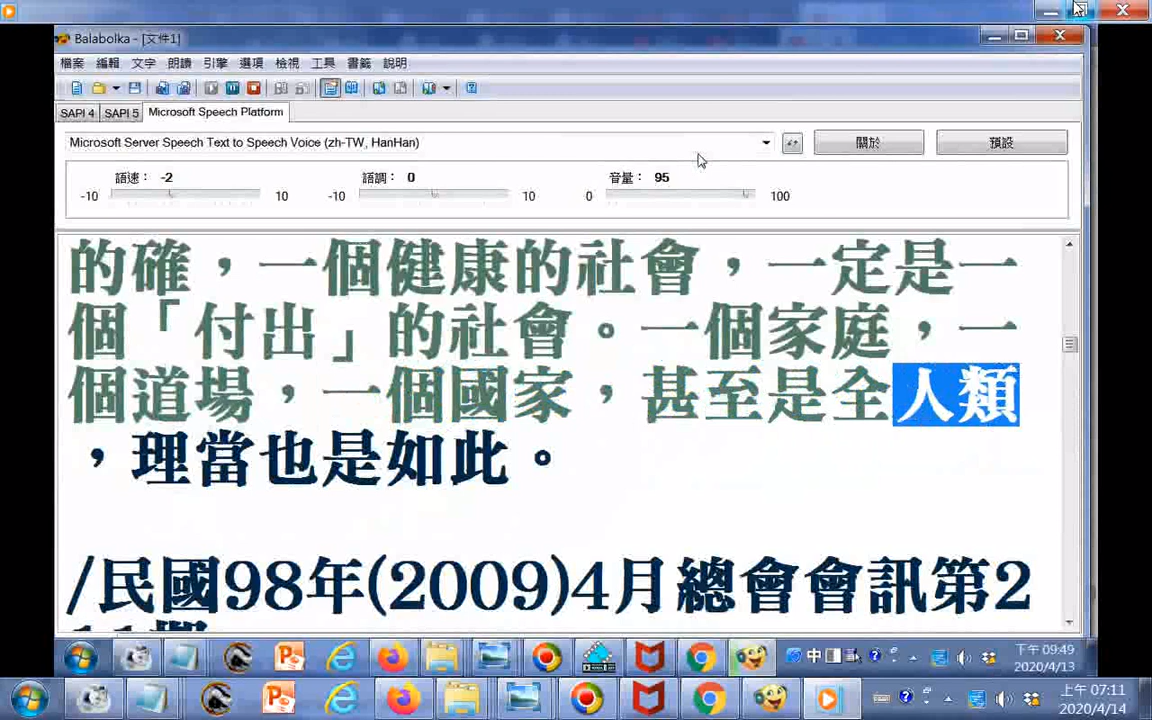 Balabolka - [文件1]
檔案 編輯 文字 朗讀 引擎 選項 檢視 工具 書籤 說明
SAPI 4 SAPI 5 Microsoft Speech Platform
Microsoft Server Speech Text to Speech Voice (zh-TW, HanHan) 關於 預設
語速： -2 語調： 0 音量： 95
-10 10 -10 10 0 100
的確，一個健康的社會，一定是一
個「付出」的社會。一個家庭，一
個道場，一個國家，甚至是全人類
，理當也是如此。
/民國98年(2009)4月總會會訊第2
中 下午 09:49
2020/4/13
上午 07:11
2020/4/14